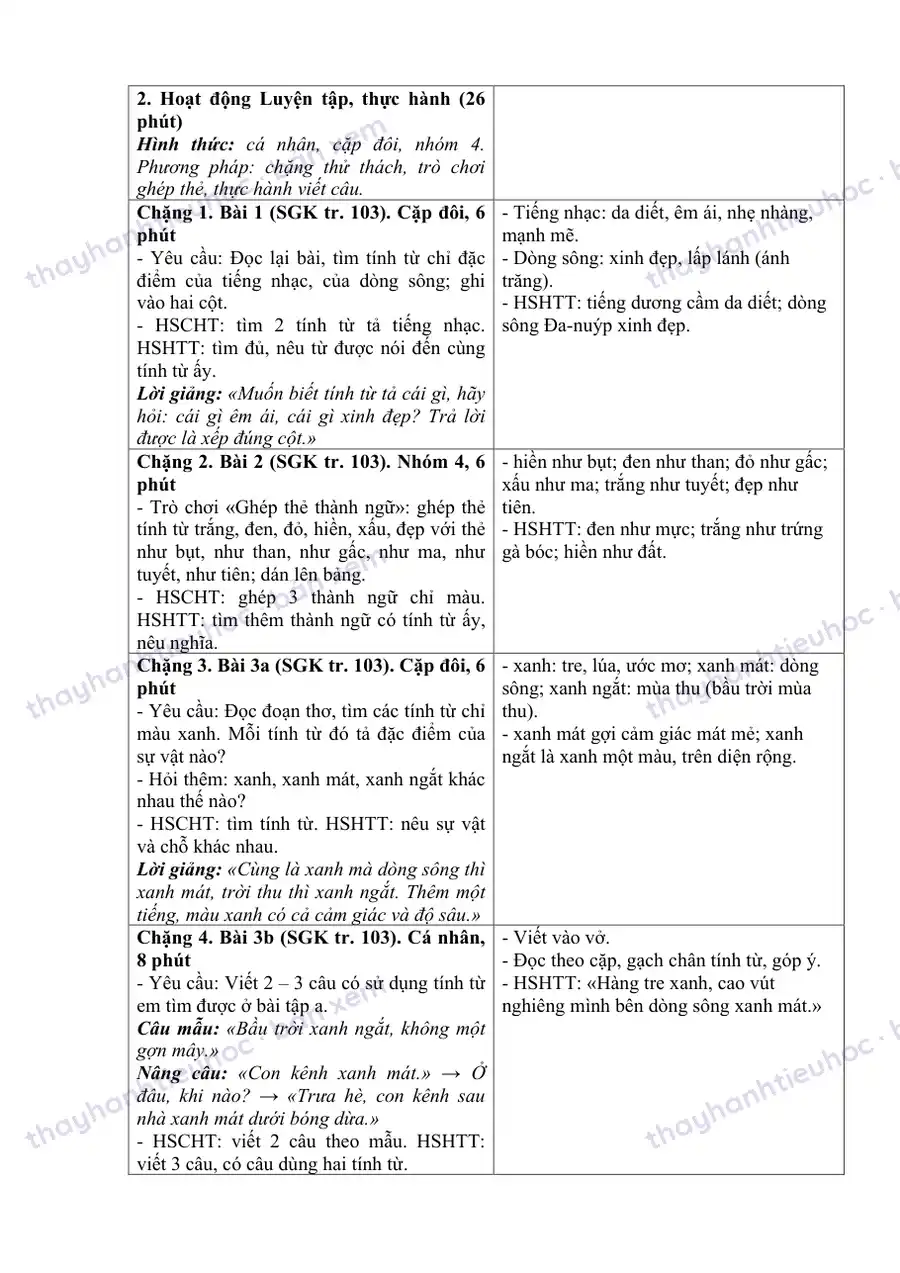 2. Hoạt động Luyện tập, thực hành (26
phút)
Hình thức: cá nhân, cặp đôi, nhóm 4.
Phương pháp: chặng thử thách, trò chơi
ghép thẻ, thực hành viết câu.
Chặng 1. Bài 1 (SGK tr. 103). Cặp đôi, 6
phút
- Yêu cầu: Đọc lại bài, tìm tính từ chỉ đặc
điểm của tiếng nhạc, của dòng sông; ghi
vào hai cột.
- HSCHT: tìm 2 tính từ tả tiếng nhạc.
HSHTT: tìm đủ, nêu từ được nói đến cùng
tính từ ấy.
Lời giảng: «Muốn biết tính từ tả cái gì, hãy
hỏi: cái gì êm ái, cái gì xinh đẹp? Trả lời
được là xếp đúng cột.»
- Tiếng nhạc: da diết, êm ái, nhẹ nhàng,
mạnh mẽ.
- Dòng sông: xinh đẹp, lấp lánh (ánh
trăng).
- HSHTT: tiếng dương cầm da diết; dòng
sông Đa-nuýp xinh đẹp.
Chặng 2. Bài 2 (SGK tr. 103). Nhóm 4, 6
phút
- Trò chơi «Ghép thẻ thành ngữ»: ghép thẻ
tính từ trắng, đen, đỏ, hiền, xấu, đẹp với thẻ
như bụt, như than, như gấc, như ma, như
tuyết, như tiên; dán lên bảng.
- HSCHT: ghép 3 thành ngữ chỉ màu.
HSHTT: tìm thêm thành ngữ có tính từ ấy,
nêu nghĩa.
- hiền như bụt; đen như than; đỏ như gấc;
xấu như ma; trắng như tuyết; đẹp như
tiên.
- HSHTT: đen như mực; trắng như trứng
gà bóc; hiền như đất.
Chặng 3. Bài 3a (SGK tr. 103). Cặp đôi, 6
phút
- Yêu cầu: Đọc đoạn thơ, tìm các tính từ chỉ
màu xanh. Mỗi tính từ đó tả đặc điểm của
sự vật nào?
- Hỏi thêm: xanh, xanh mát, xanh ngắt khác
nhau thế nào?
- HSCHT: tìm tính từ. HSHTT: nêu sự vật
và chỗ khác nhau.
Lời giảng: «Cùng là xanh mà dòng sông thì
xanh mát, trời thu thì xanh ngắt. Thêm một
tiếng, màu xanh có cả cảm giác và độ sâu.»
- xanh: tre, lúa, ước mơ; xanh mát: dòng
sông; xanh ngắt: mùa thu (bầu trời mùa
thu).
- xanh mát gợi cảm giác mát mẻ; xanh
ngắt là xanh một màu, trên diện rộng.
Chặng 4. Bài 3b (SGK tr. 103). Cá nhân,
8 phút
- Yêu cầu: Viết 2 – 3 câu có sử dụng tính từ
em tìm được ở bài tập a.
Câu mẫu: «Bầu trời xanh ngắt, không một
gợn mây.»
Nâng câu: «Con kênh xanh mát.» → Ở
đâu, khi nào? → «Trưa hè, con kênh sau
nhà xanh mát dưới bóng dừa.»
- HSCHT: viết 2 câu theo mẫu. HSHTT:
viết 3 câu, có câu dùng hai tính từ.
- Viết vào vở.
- Đọc theo cặp, gạch chân tính từ, góp ý.
- HSHTT: «Hàng tre xanh, cao vút
nghiêng mình bên dòng sông xanh mát.»
thayhanhtieuhoc · bản xem
thayhanhtieuhoc · b
thayhanhtieuhoc · bản xem
thayhanhtieuhoc · b
thayhanhtieuhoc · bản xem
thayhanhtieuhoc · b